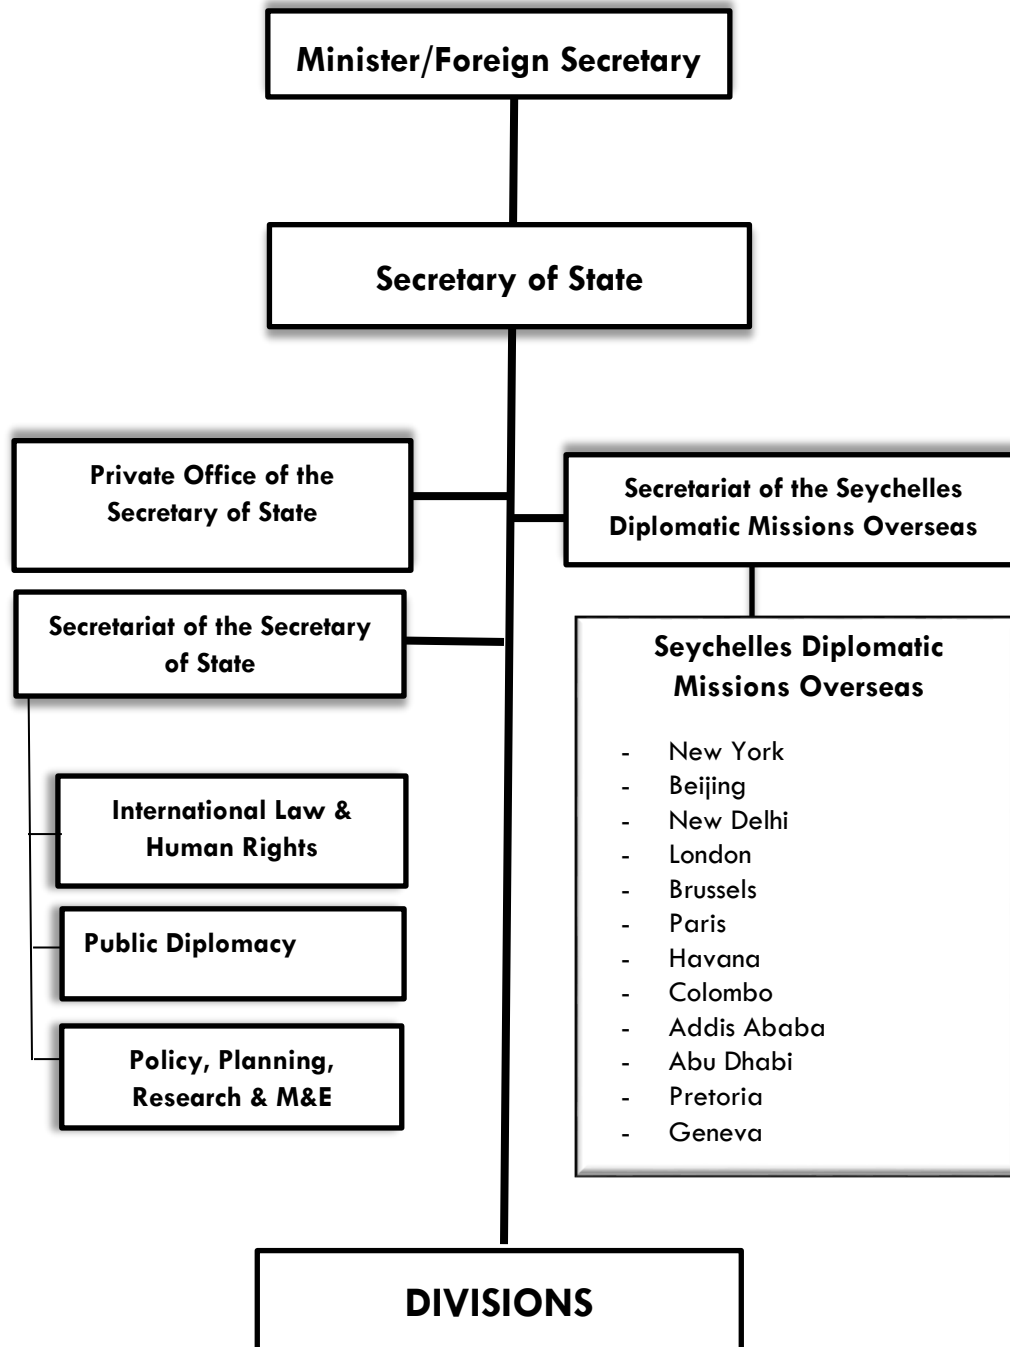 Minister/Foreign Secretary
Secretary of State
Private Office of the
Secretary of State
Secretariat of the Seychelles
Diplomatic Missions Overseas
Secretariat of the Secretary
of State
Seychelles Diplomatic
Missions Overseas
- New York
- Beijing
- New Delhi
- London
- Brussels
- Paris
- Havana
- Colombo
- Addis Ababa
- Abu Dhabi
- Pretoria
- Geneva
International Law &
Human Rights
Public Diplomacy
Policy, Planning,
Research & M&E
DIVISIONS